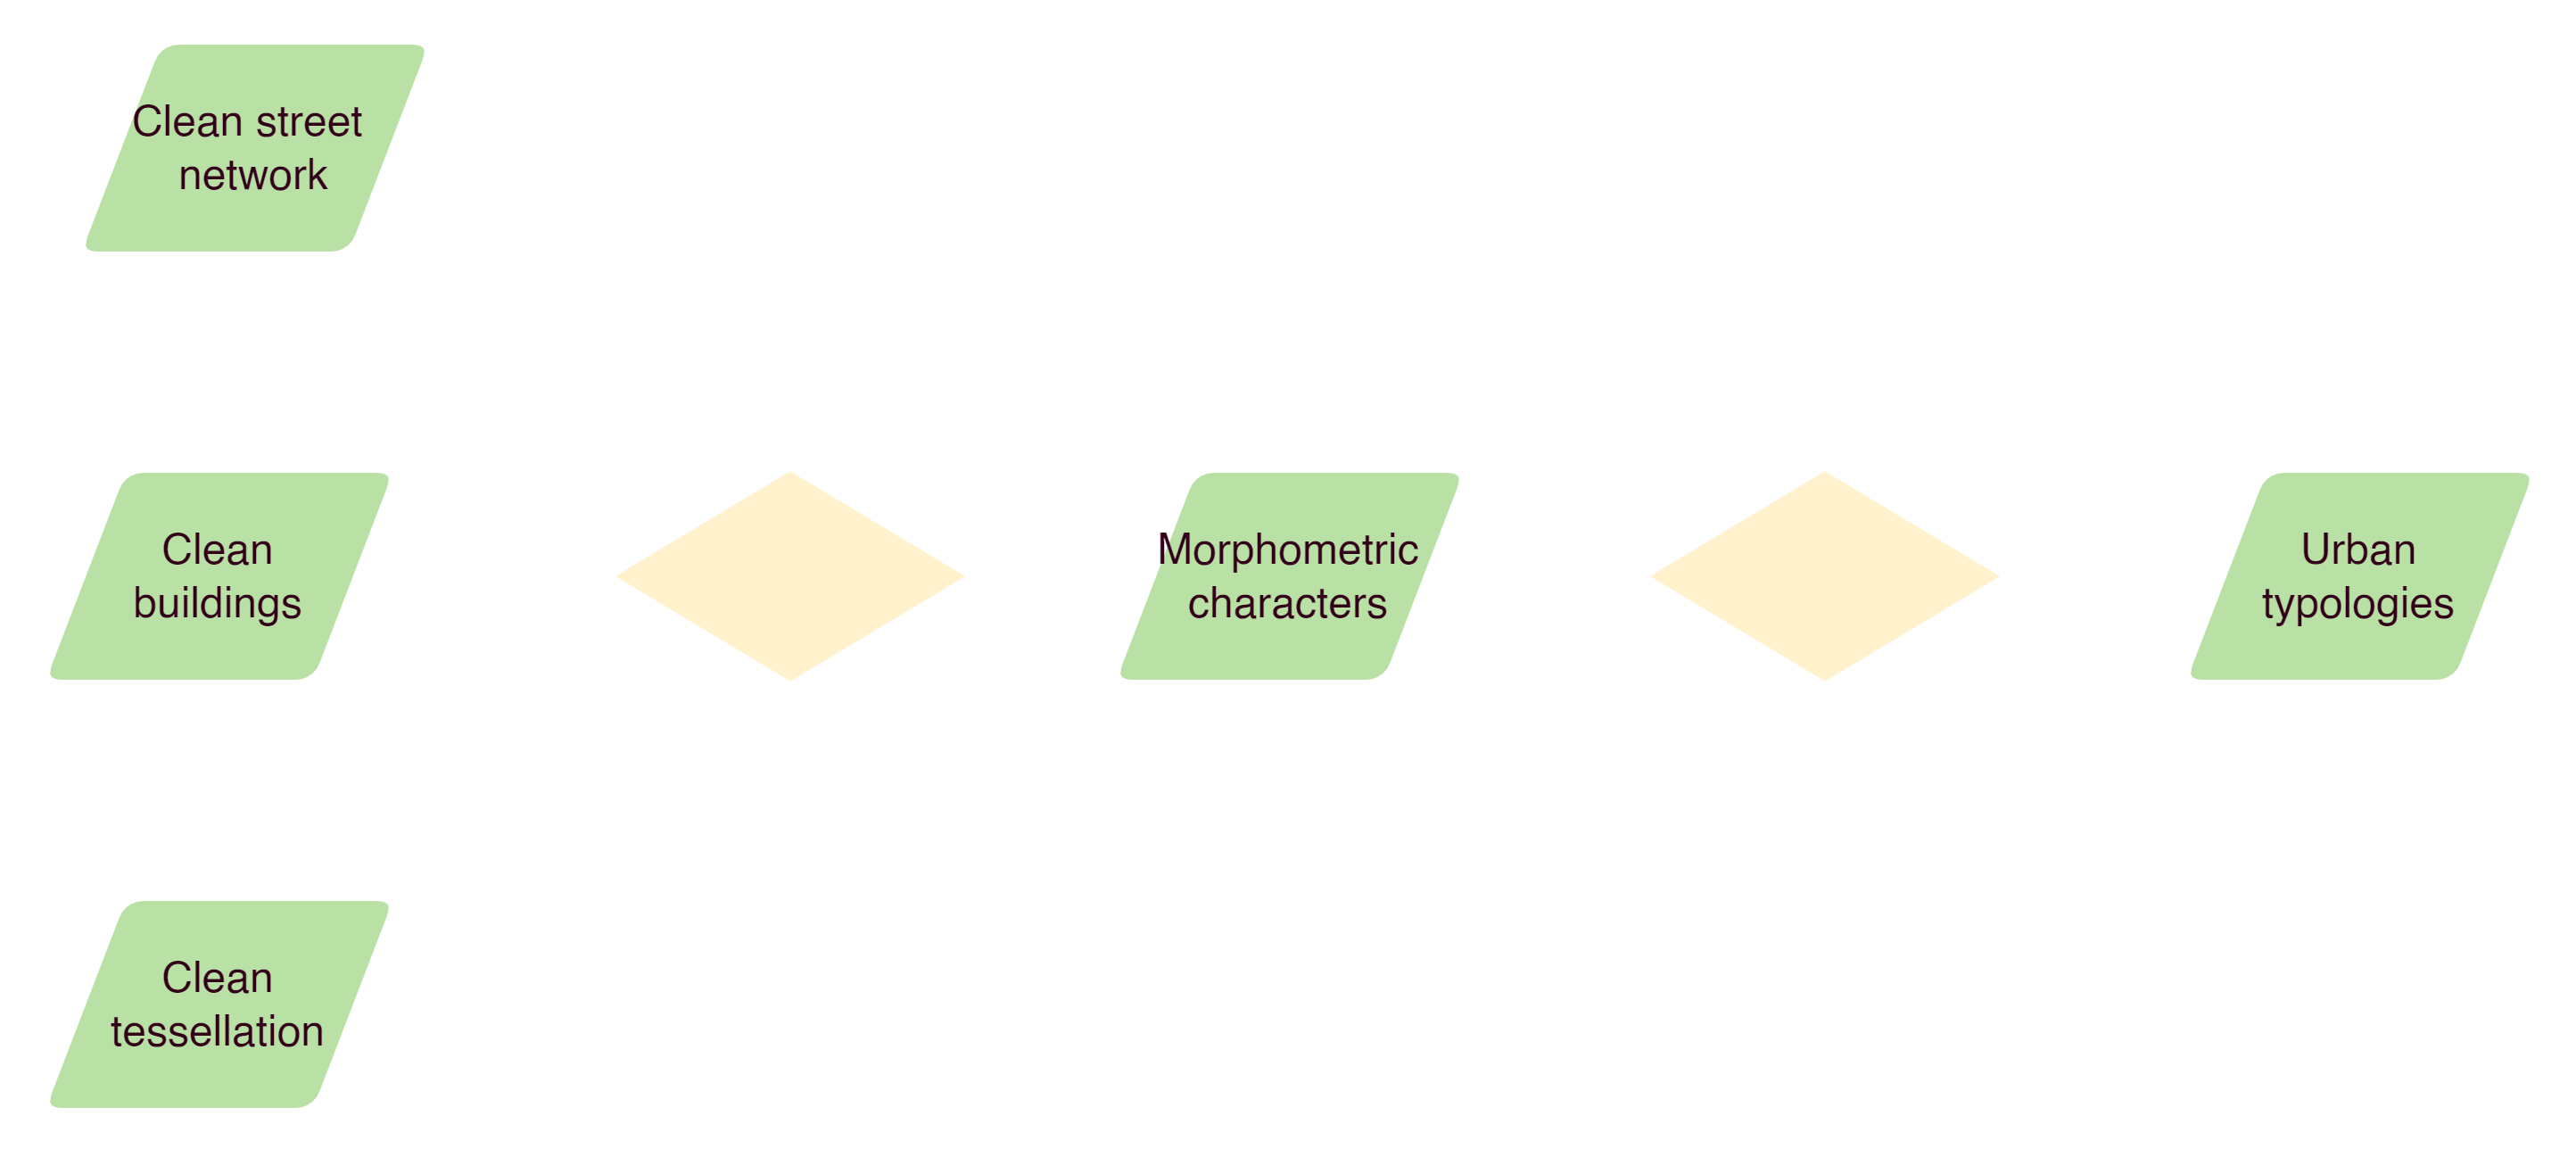 Clean street
network
Clean
buildings
Morphometric
characters
Urban
typologies
Clean
tessellation